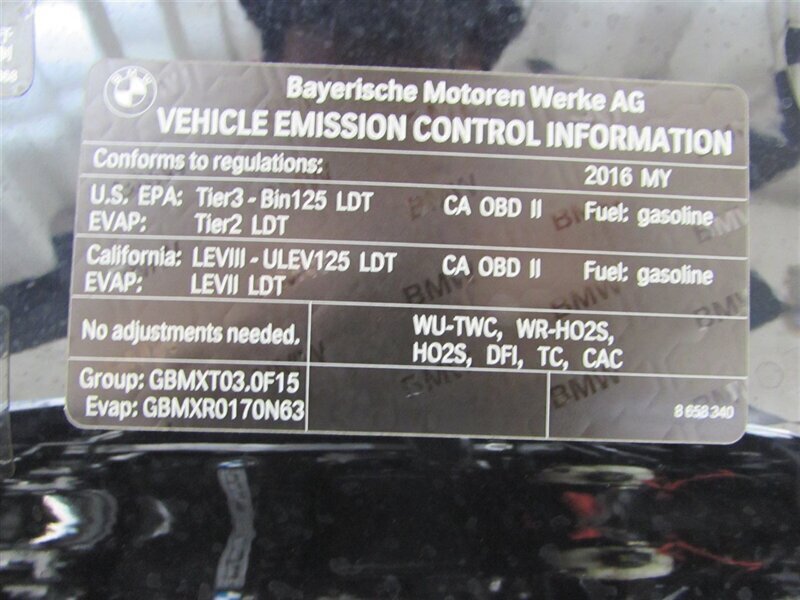 BMW
Bayerische Motoren Werke AG
VEHICLE EMISSION CONTROL INFORMATION
Conforms to regulations: 2016 MY
U.S. EPA: Tier3 - Bin125 LDT CA OBD II Fuel: gasoline
EVAP: Tier2 LDT
California: LEVIII - ULEV125 LDT CA OBD II Fuel: gasoline
EVAP: LEVII LDT
No adjustments needed.
WU-TWC, WR-HO2S,
HO2S, DFI, TC, CAC
Group: GBMXT03.0F15
Evap: GBMXR0170N63
8 658 340